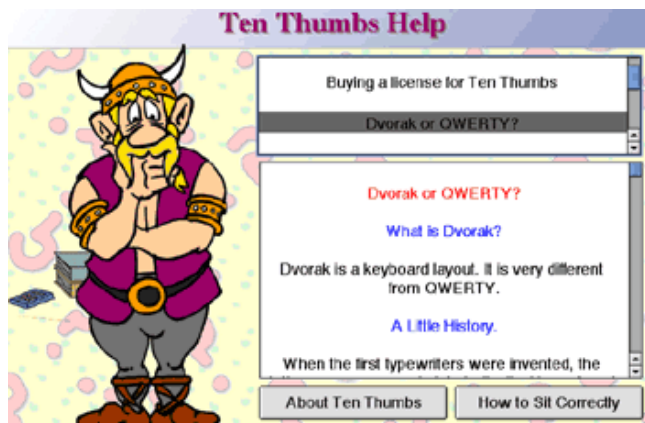 Ten Thumbs Help
Buying a license for Ten Thumbs
Dvorak or QWERTY?
Dvorak or QWERTY?
What is Dvorak?
Dvorak is a keyboard layout. It is very different
from QWERTY.
A Little History.
When the first typewriters were invented, the
About Ten Thumbs
How to Sit Correctly